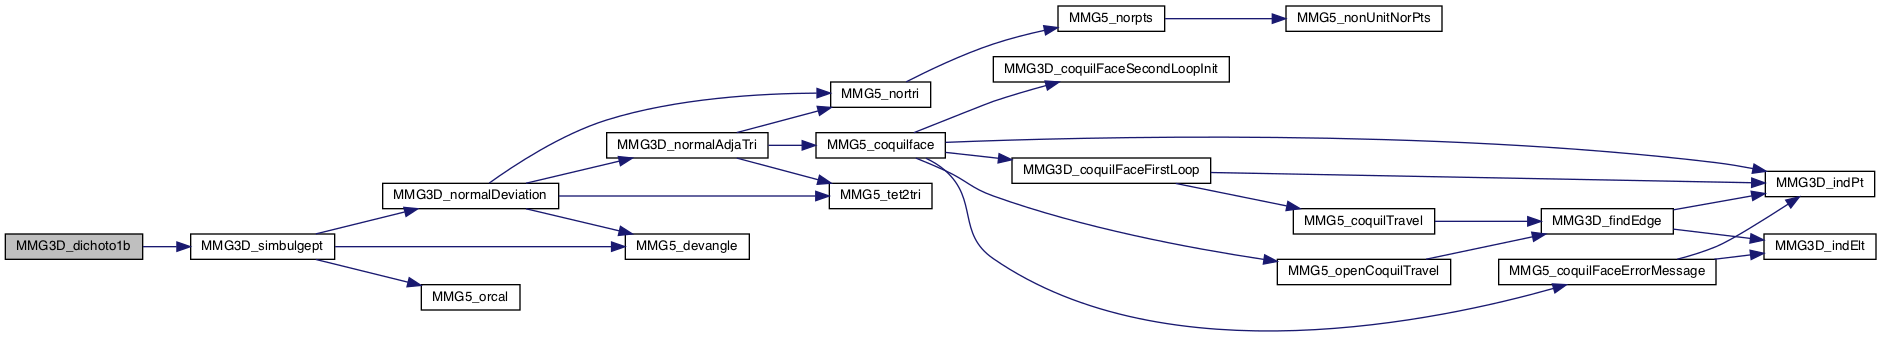 MMG5_norpts
MMG5_nonUnitNorPts
MMG3D_coquilFaceSecondLoopInit
MMG5_nortri
MMG3D_normalAdjaTri
MMG5_coquilface
MMG3D_coquilFaceFirstLoop
MMG3D_indPt
MMG3D_normalDeviation
MMG5_tet2tri
MMG5_coquilTravel
MMG3D_findEdge
MMG3D_dichoto1b
MMG3D_simbulgept
MMG5_devangle
MMG3D_indElt
MMG5_openCoquilTravel
MMG5_coquilFaceErrorMessage
MMG5_orcal